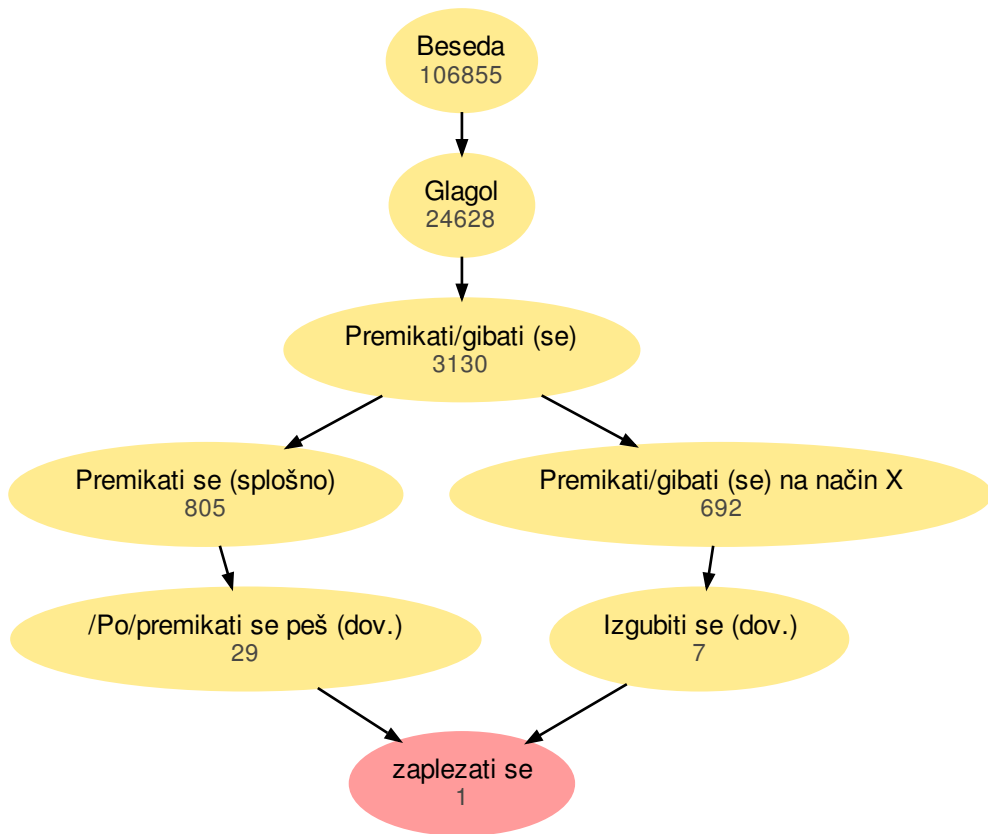 Beseda
106855
Glagol
24628
Premikati/gibati (se)
3130
Premikati se (splošno)
805
Premikati/gibati (se) na način X
692
/Po/premikati se peš (dov.)
29
Izgubiti se (dov.)
7
zaplezati se
1